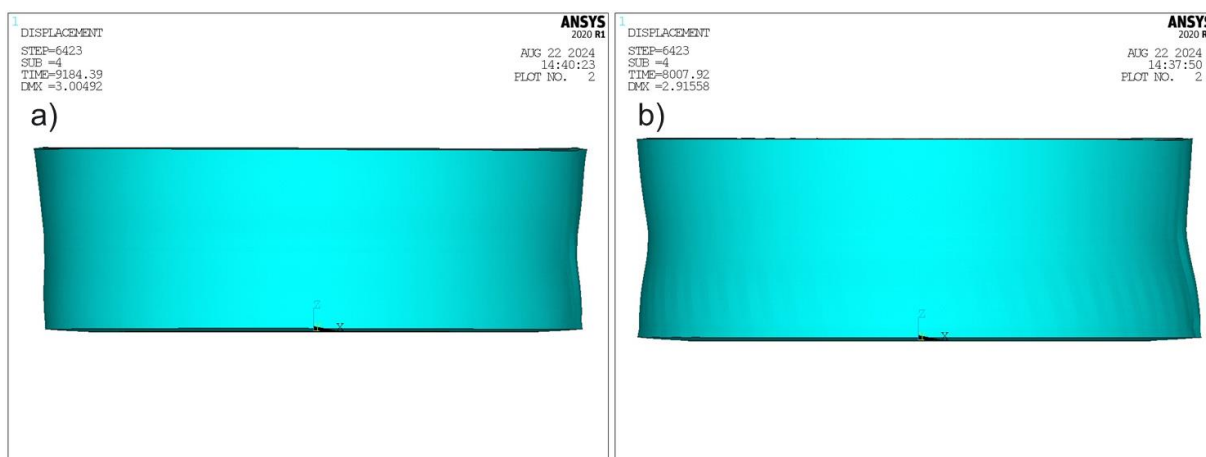 1
ANSYS
2020 R1
DISPLACEMENT
STEP=6423
SUB =4
TIME=9184.39
DMX =3.00492
AUG 22 2024
14:40:23
PLOT NO. 2
a)
Z
X
1
ANSYS
2020 R1
DISPLACEMENT
STEP=6423
SUB =4
TIME=8007.92
DMX =2.91558
AUG 22 2024
14:37:50
PLOT NO. 2
b)
Z
X